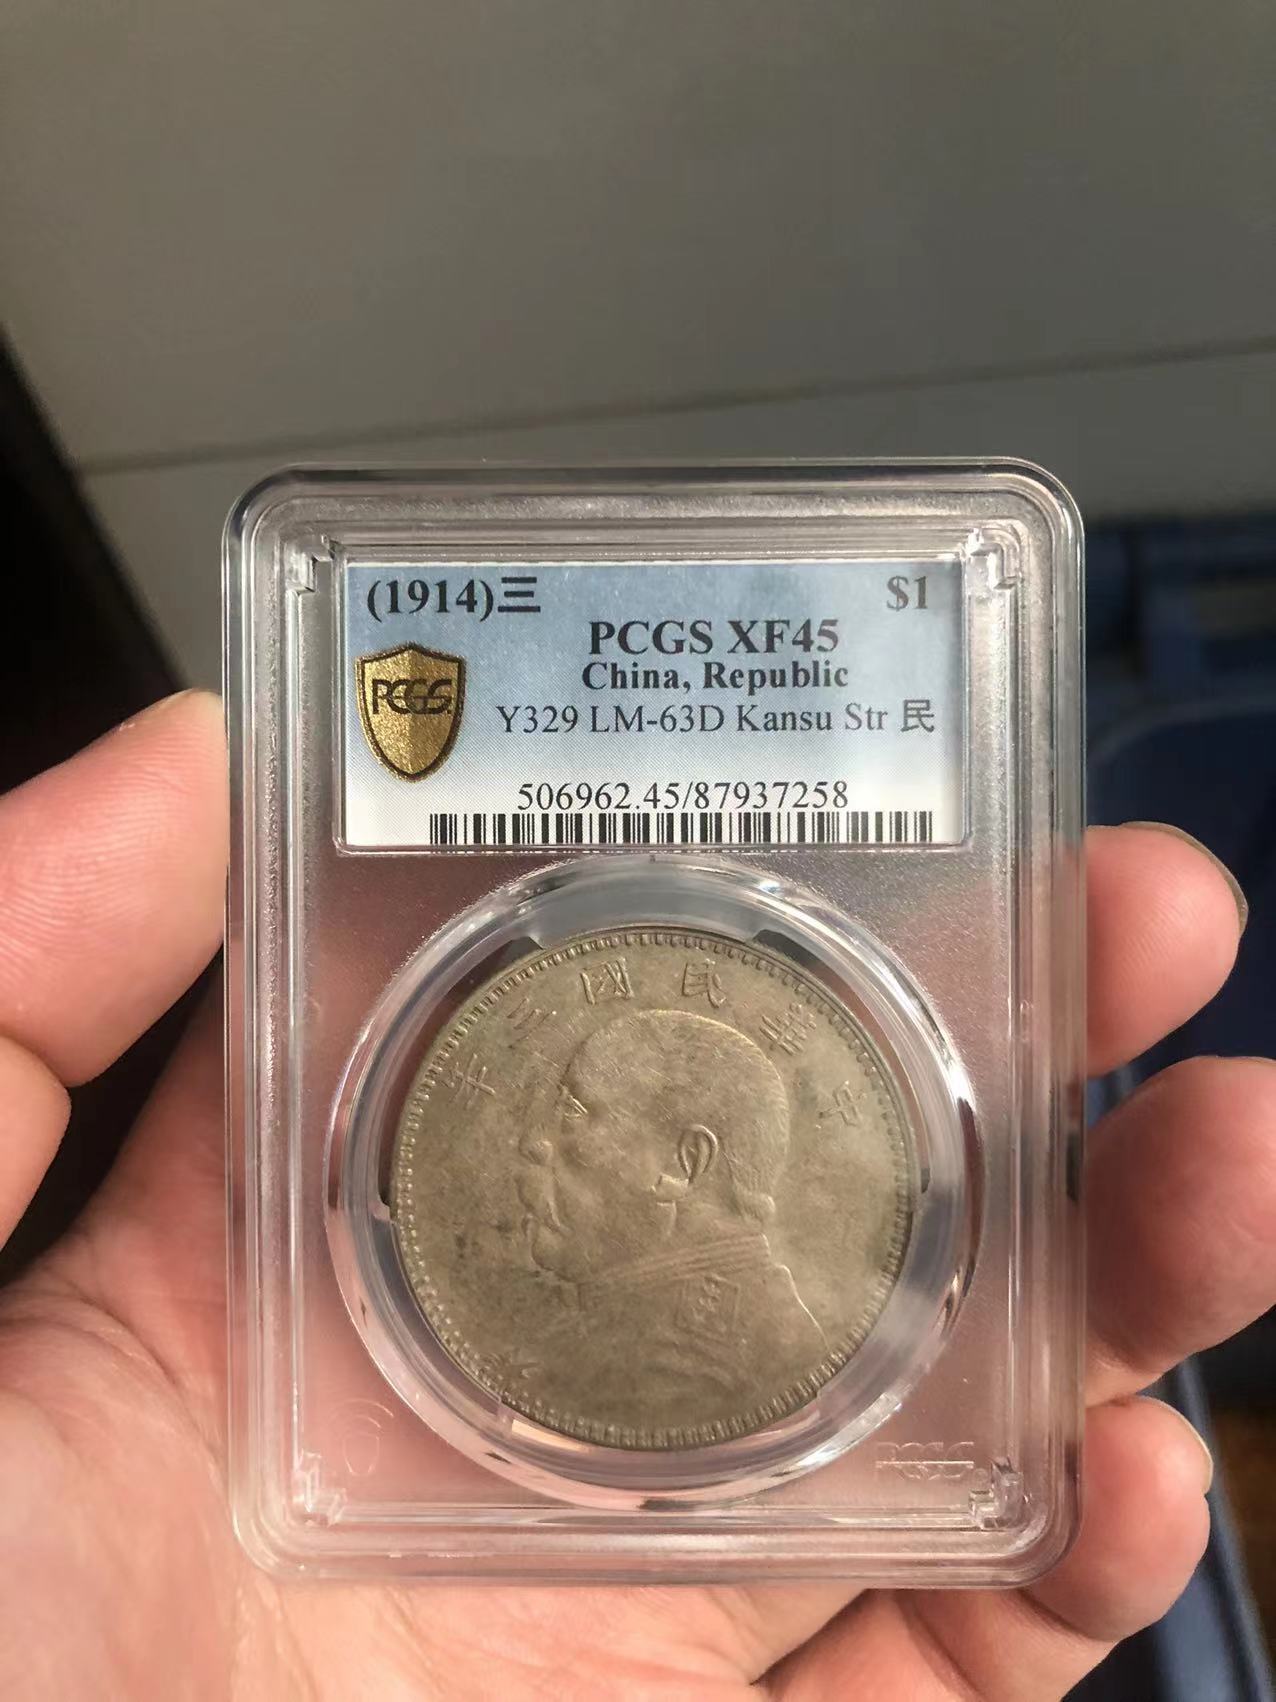 (1914)三 $1
PCGS XF45
China, Republic
Y329 LM-63D Kansu Str 民
PCGS
506962.45/87937258
年三國民華中
PCGS